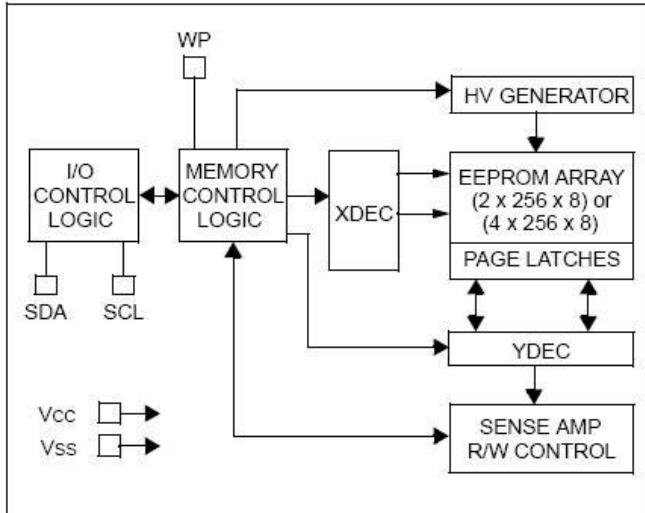 WP
HV GENERATOR
I/O
CONTROL
LOGIC
MEMORY
CONTROL
LOGIC
XDEC
EEPROM ARRAY
(2 x 256 x 8) or
(4 x 256 x 8)
PAGE LATCHES
SDA
SCL
YDEC
Vcc
Vss
SENSE AMP
R/W CONTROL